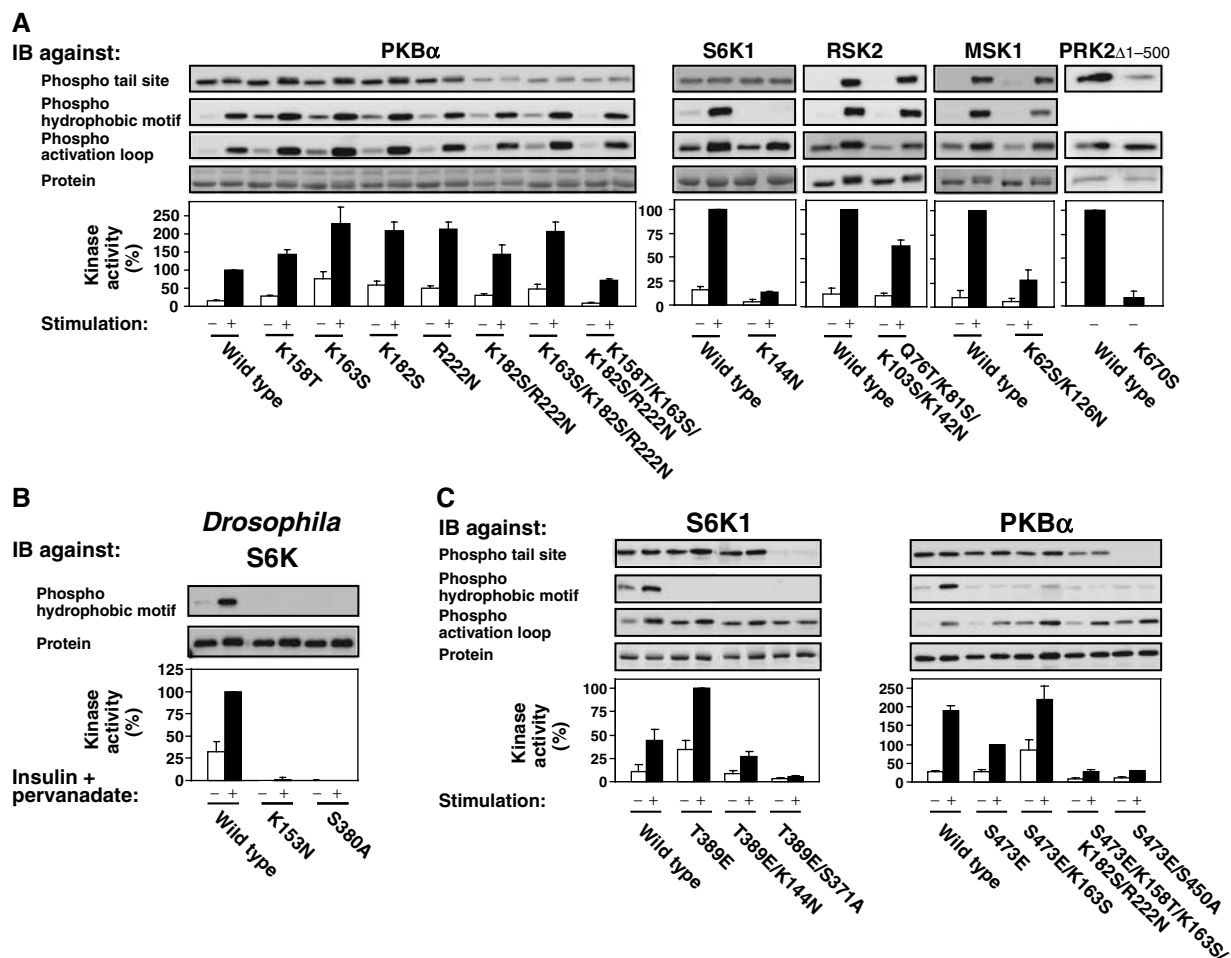 A
IB against:
PKBα
S6K1
RSK2
MSK1
PRK2Δ1–500
Phospho tail site
Phospho
hydrophobic motif
Phospho
activation loop
Protein
Kinase
activity
(%)
250
200
150
100
50
0
100
75
50
25
0
Stimulation:
– + – + – + – + – + – + – + – +
– + – +
– + – +
– + – +
– –
Wild type
K158T
K163S
K182S
R222N
K182S/R222N
K163S/K182S/R222N
K158T/K163S/
K182S/R222N
Wild type
K144N
Wild type
Q76T/K81S/
K103S/K142N
Wild type
K62S/K126N
Wild type
K670S
B
Drosophila
IB against:
S6K
Phospho
hydrophobic motif
Protein
Kinase
activity
(%)
125
100
75
50
25
0
Insulin +
pervanadate:
– + – + – +
Wild type
K153N
S380A
C
IB against:
S6K1
PKBα
Phospho tail site
Phospho
hydrophobic motif
Phospho
activation loop
Protein
Kinase
activity
(%)
100
75
50
25
0
250
200
150
100
50
0
Stimulation:
– + – + – + – +
– + – + – + – + – +
Wild type
T389E
T389E/K144N
T389E/S371A
Wild type
S473E
S473E/K163S
S473E/K158T/K163S/
K182S/R222N
S473E/S450A